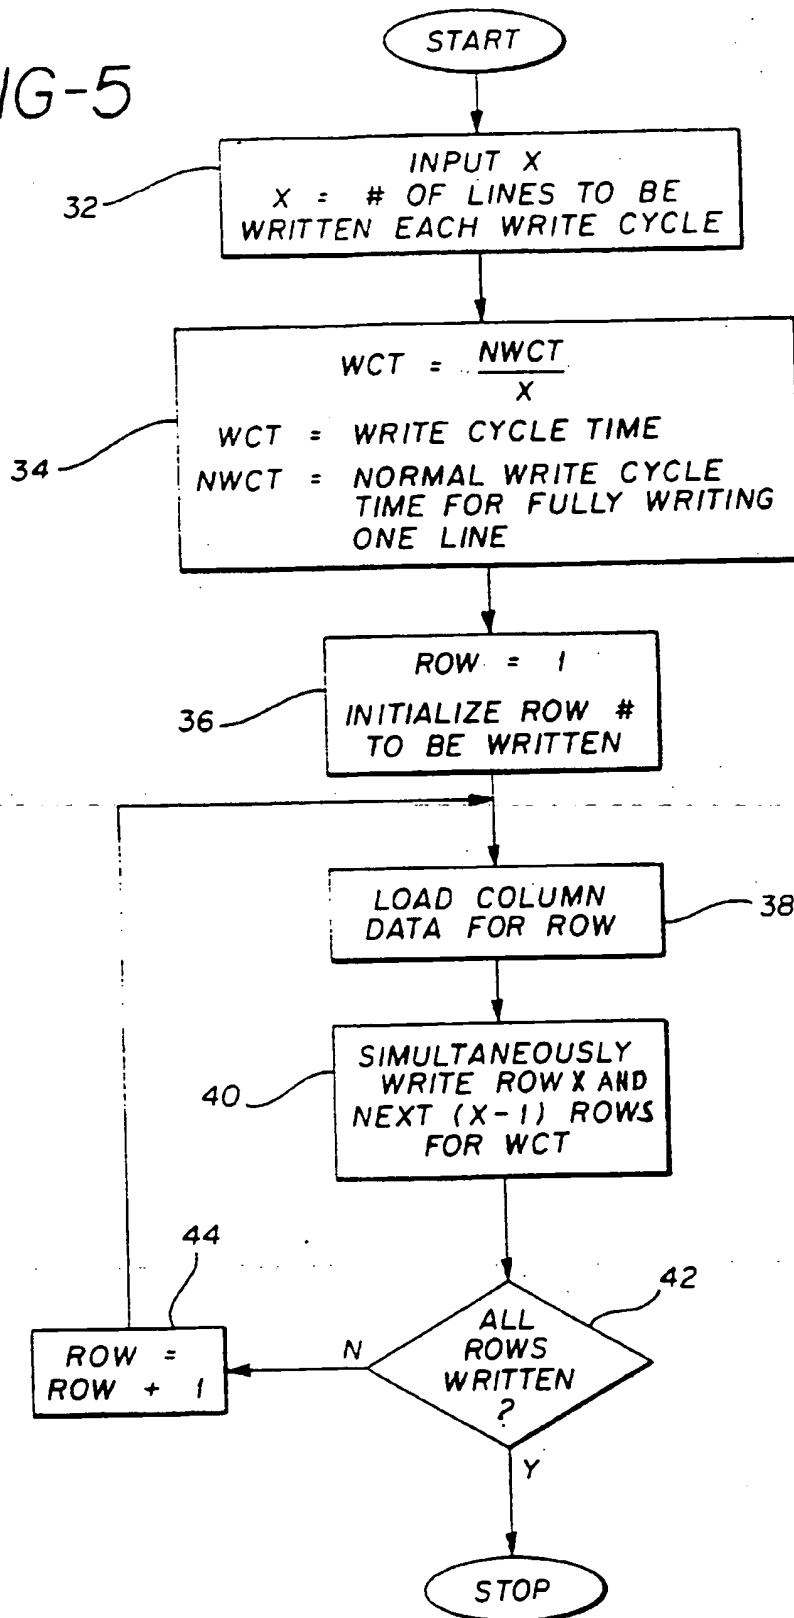 IG-5
START
32
INPUT X
X = # OF LINES TO BE
WRITTEN EACH WRITE CYCLE
34
WCT = NWCT
X
WCT = WRITE CYCLE TIME
NWCT = NORMAL WRITE CYCLE
TIME FOR FULLY WRITING
ONE LINE
36
ROW = 1
INITIALIZE ROW #
TO BE WRITTEN
LOAD COLUMN
DATA FOR ROW
38
40
SIMULTANEOUSLY
WRITE ROW X AND
NEXT (X-1) ROWS
FOR WCT
44
ROW =
ROW + 1
N
42
ALL
ROWS
WRITTEN
?
Y
STOP